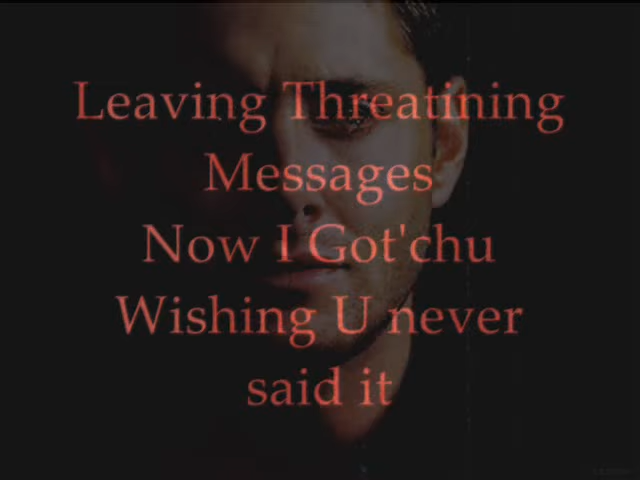 Leaving Threatining
Messages
Now I Got'chu
Wishing U never
said it